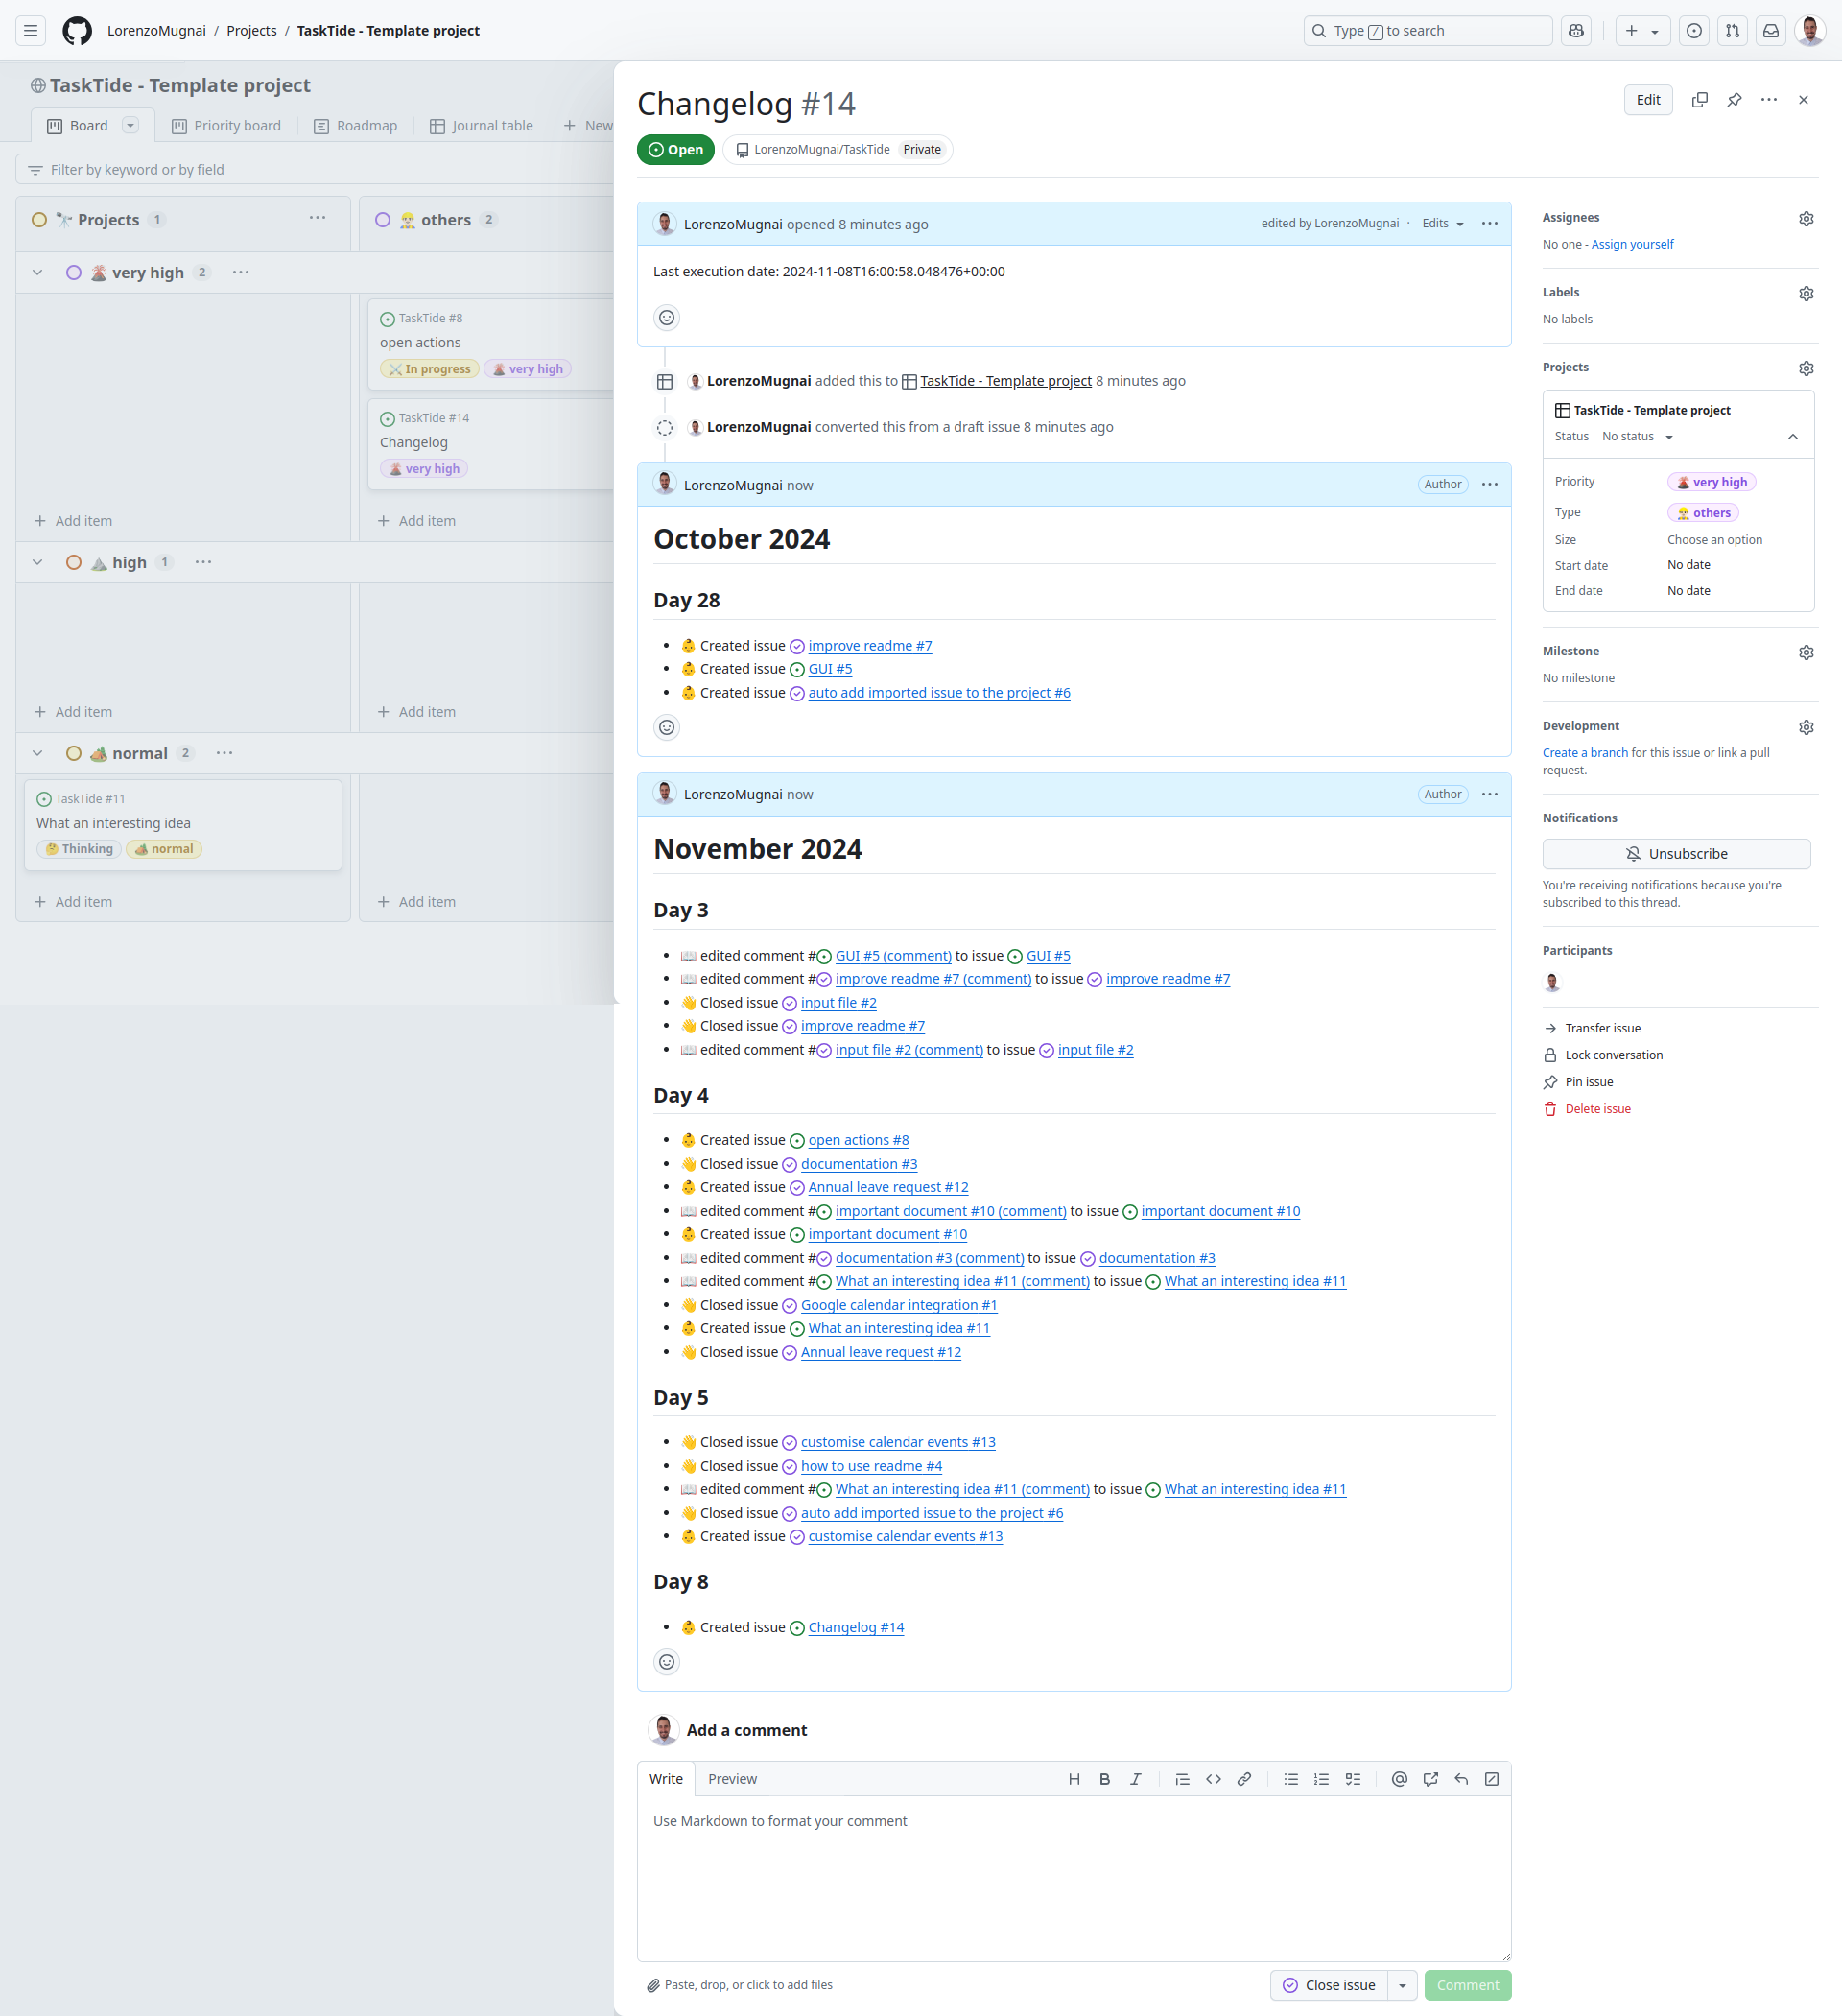 LorenzoMugnai / Projects / TaskTide - Template project
Type / to search
TaskTide - Template project
Board
Priority board
Roadmap
Journal table
New
Filter by keyword or by field
Projects 1
others 2
very high 2
TaskTide #8
open actions
In progress
very high
TaskTide #14
Changelog
very high
Add item
Add item
high 1
Add item
Add item
normal 2
TaskTide #11
What an interesting idea
Thinking
normal
Add item
Add item
Changelog #14
Edit
Open
LorenzoMugnai/TaskTide Private
LorenzoMugnai opened 8 minutes ago
edited by LorenzoMugnai · Edits
Last execution date: 2024-11-08T16:00:58.048476+00:00
LorenzoMugnai added this to TaskTide - Template project 8 minutes ago
LorenzoMugnai converted this from a draft issue 8 minutes ago
LorenzoMugnai now
Author
October 2024
Day 28
• Created issue improve readme #7
• Created issue GUI #5
• Created issue auto add imported issue to the project #6
LorenzoMugnai now
Author
November 2024
Day 3
• edited comment # GUI #5 (comment) to issue GUI #5
• edited comment # improve readme #7 (comment) to issue improve readme #7
• Closed issue input file #2
• Closed issue improve readme #7
• edited comment # input file #2 (comment) to issue input file #2
Day 4
• Created issue open actions #8
• Closed issue documentation #3
• Created issue Annual leave request #12
• edited comment # important document #10 (comment) to issue important document #10
• Created issue important document #10
• edited comment # documentation #3 (comment) to issue documentation #3
• edited comment # What an interesting idea #11 (comment) to issue What an interesting idea #11
• Closed issue Google calendar integration #1
• Created issue What an interesting idea #11
• Closed issue Annual leave request #12
Day 5
• Closed issue customise calendar events #13
• Closed issue how to use readme #4
• edited comment # What an interesting idea #11 (comment) to issue What an interesting idea #11
• Closed issue auto add imported issue to the project #6
• Created issue customise calendar events #13
Day 8
• Created issue Changelog #14
Add a comment
Write
Preview
Use Markdown to format your comment
Paste, drop, or click to add files
Close issue
Comment
Assignees
No one - Assign yourself
Labels
No labels
Projects
TaskTide - Template project
Status No status
Priority very high
Type others
Size Choose an option
Start date No date
End date No date
Milestone
No milestone
Development
Create a branch for this issue or link a pull
request.
Notifications
Unsubscribe
You're receiving notifications because you're
subscribed to this thread.
Participants
Transfer issue
Lock conversation
Pin issue
Delete issue